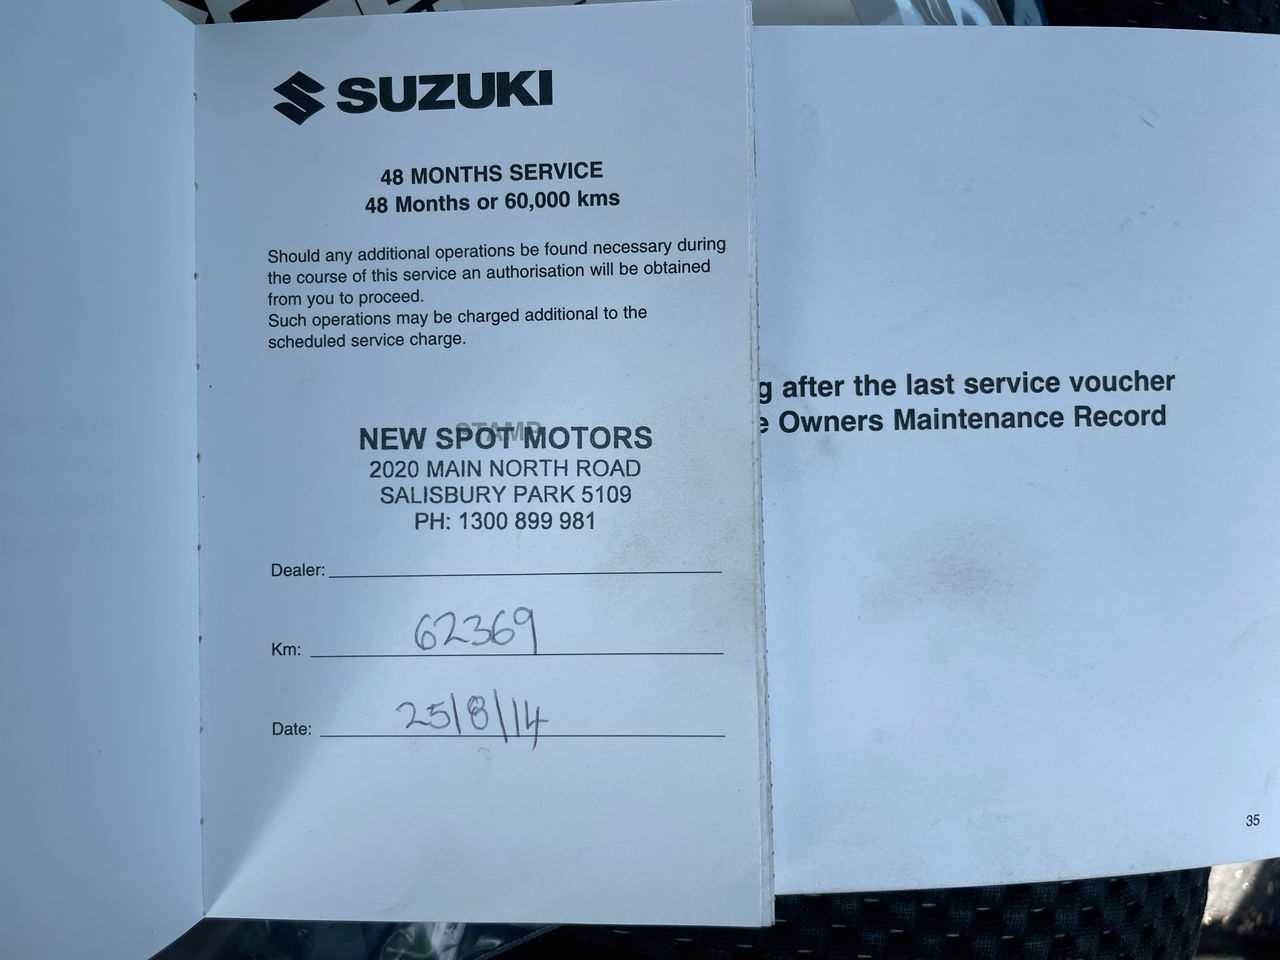 SUZUKI
48 MONTHS SERVICE
48 Months or 60,000 kms
Should any additional operations be found necessary during
the course of this service an authorisation will be obtained
from you to proceed.
Such operations may be charged additional to the
scheduled service charge.
STAMP
NEW SPOT MOTORS
2020 MAIN NORTH ROAD
SALISBURY PARK 5109
PH: 1300 899 981
Dealer:
Km: 62369
Date: 25/8/14
g after the last service voucher
e Owners Maintenance Record
35